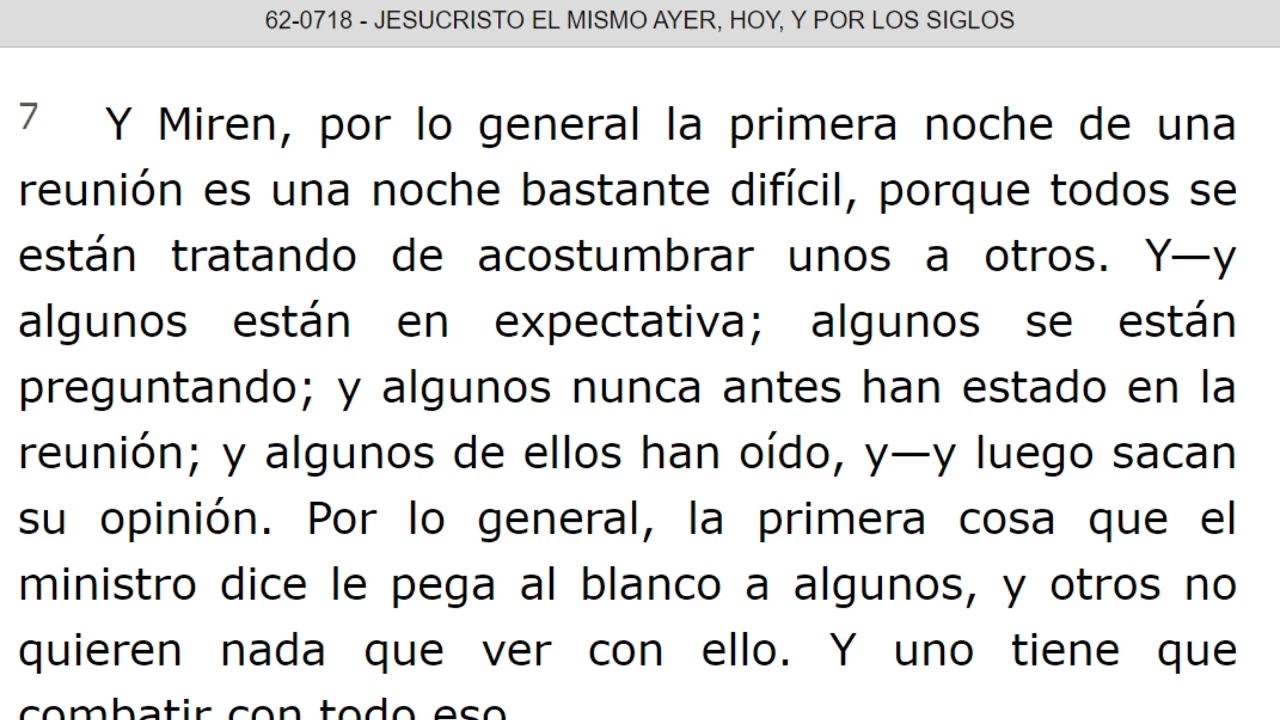 62-0718 - JESUCRISTO EL MISMO AYER, HOY, Y POR LOS SIGLOS
7 Y Miren, por lo general la primera noche de una
reunión es una noche bastante difícil, porque todos se
están tratando de acostumbrar unos a otros. Y—y
algunos están en expectativa; algunos se están
preguntando; y algunos nunca antes han estado en la
reunión; y algunos de ellos han oído, y—y luego sacan
su opinión. Por lo general, la primera cosa que el
ministro dice le pega al blanco a algunos, y otros no
quieren nada que ver con ello. Y uno tiene que
combatir con todo eso.